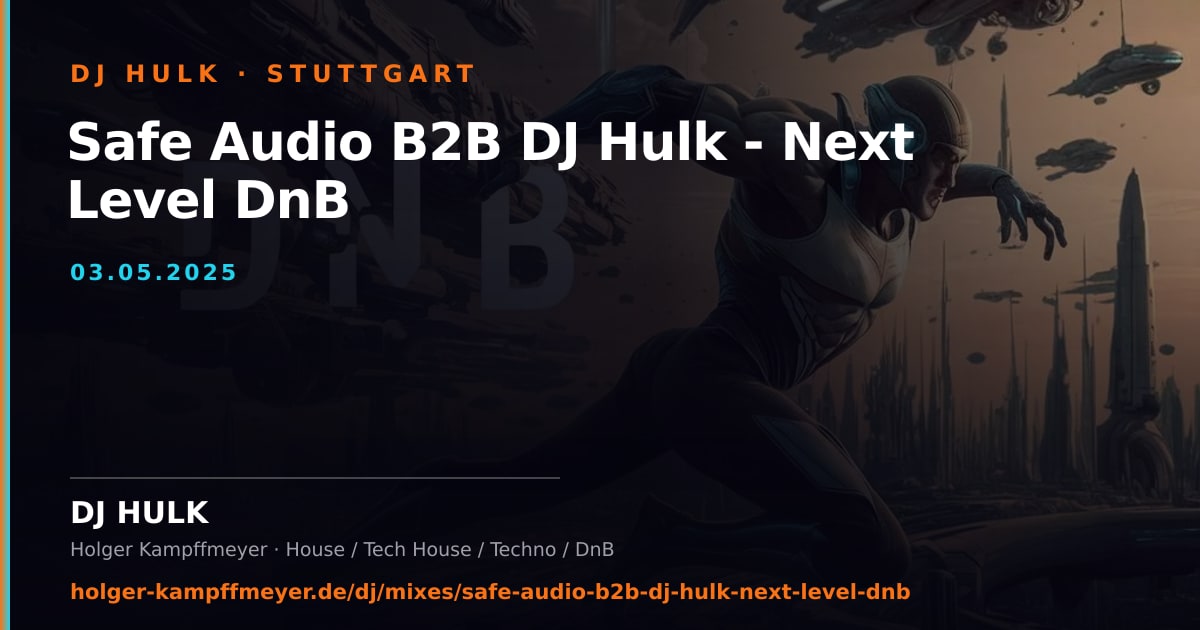 DJ HULK · STUTTGART
Safe Audio B2B DJ Hulk - Next
Level DnB
DNB
03.05.2025
DJ HULK
Holger Kampffmeyer · House / Tech House / Techno / DnB
holger-kampffmeyer.de/dj/mixes/safe-audio-b2b-dj-hulk-next-level-dnb